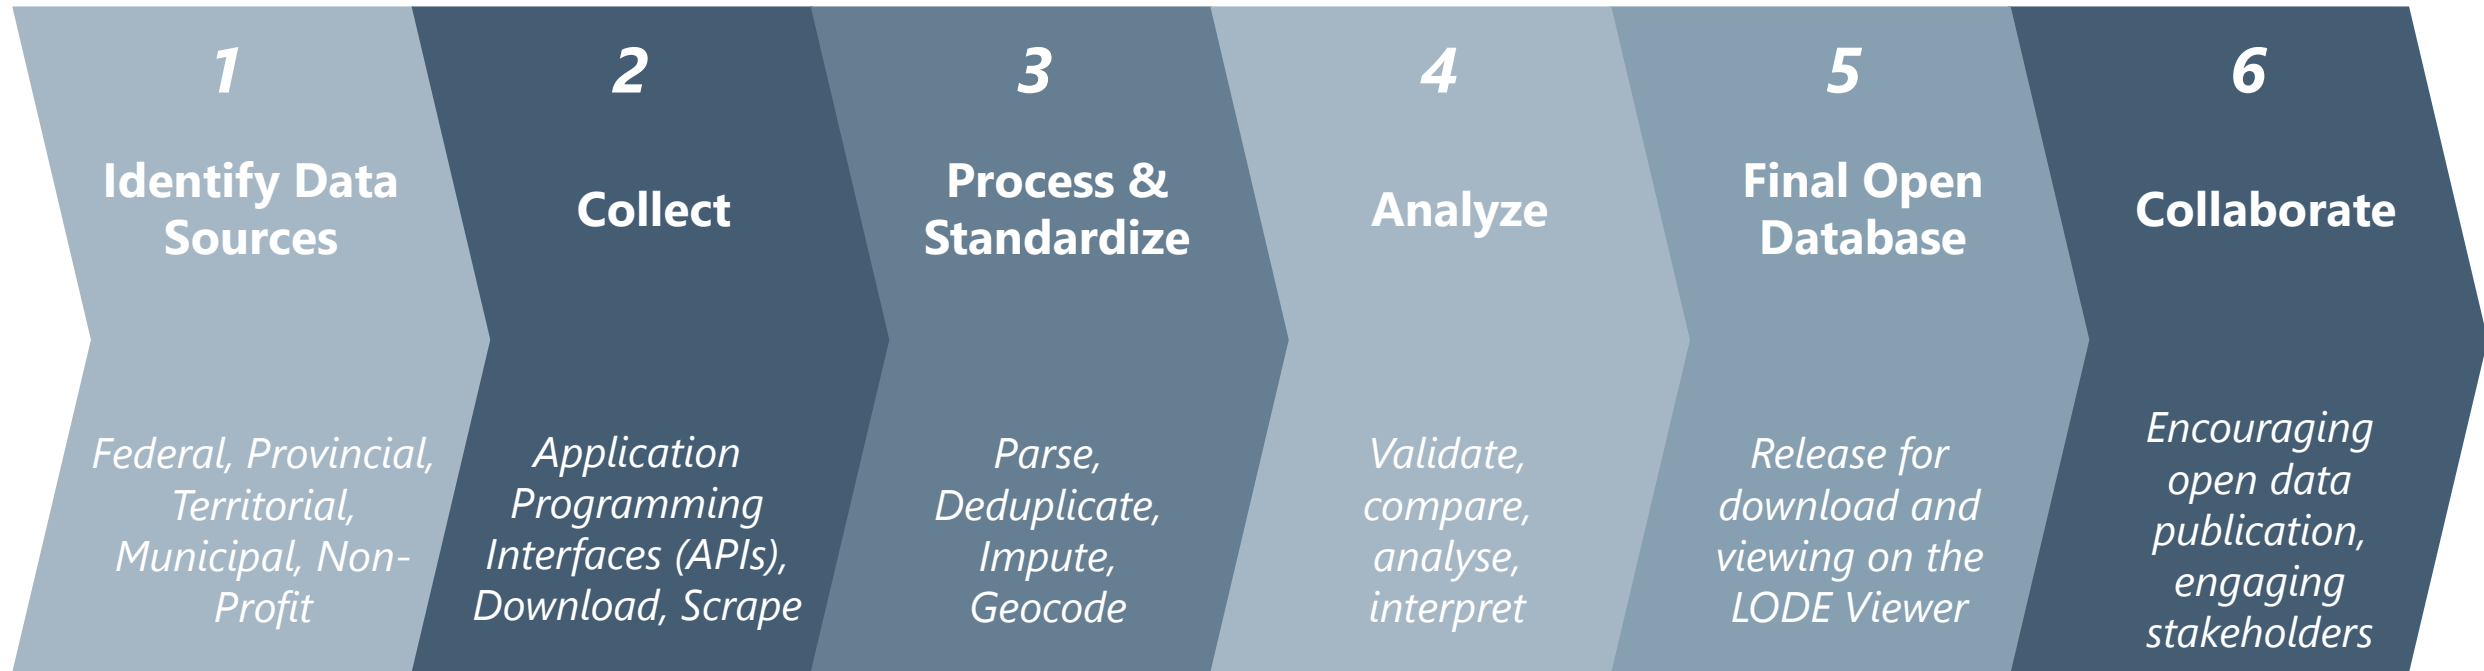 1
Identify Data
Sources
Federal, Provincial,
Territorial,
Municipal, Non-
Profit
2
Collect
Application
Programming
Interfaces (APIs),
Download, Scrape
3
Process &
Standardize
Parse,
Deduplicate,
Impute,
Geocode
4
Analyze
Validate,
compare,
analyse,
interpret
5
Final Open
Database
Release for
download and
viewing on the
LODE Viewer
6
Collaborate
Encouraging
open data
publication,
engaging
stakeholders